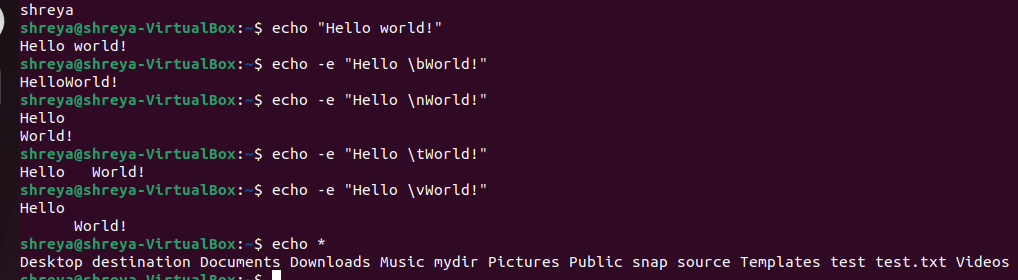 shreya
shreya@shreya-VirtualBox:~$ echo "Hello world!"
Hello world!
shreya@shreya-VirtualBox:~$ echo -e "Hello \bWorld!"
HelloWorld!
shreya@shreya-VirtualBox:~$ echo -e "Hello \nWorld!"
Hello
World!
shreya@shreya-VirtualBox:~$ echo -e "Hello \tWorld!"
Hello   World!
shreya@shreya-VirtualBox:~$ echo -e "Hello \vWorld!"
Hello
      World!
shreya@shreya-VirtualBox:~$ echo *
Desktop destination Documents Downloads Music mydir Pictures Public snap source Templates test test.txt Videos
shreya@shreya-VirtualBox:~$